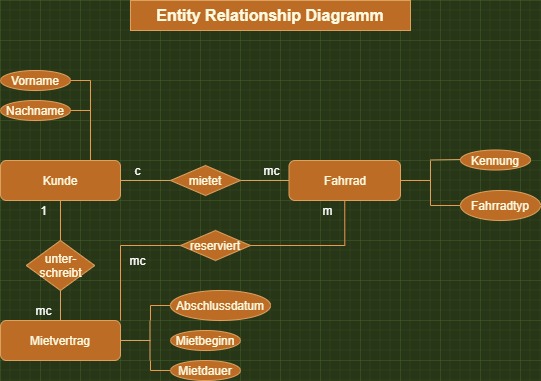 Entity Relationship Diagramm
Vorname
Nachname
Kunde
c
mietet
mc
Fahrrad
Kennung
Fahrradtyp
1
m
unter-
schreibt
mc
reserviert
mc
Mietvertrag
Abschlussdatum
Mietbeginn
Mietdauer